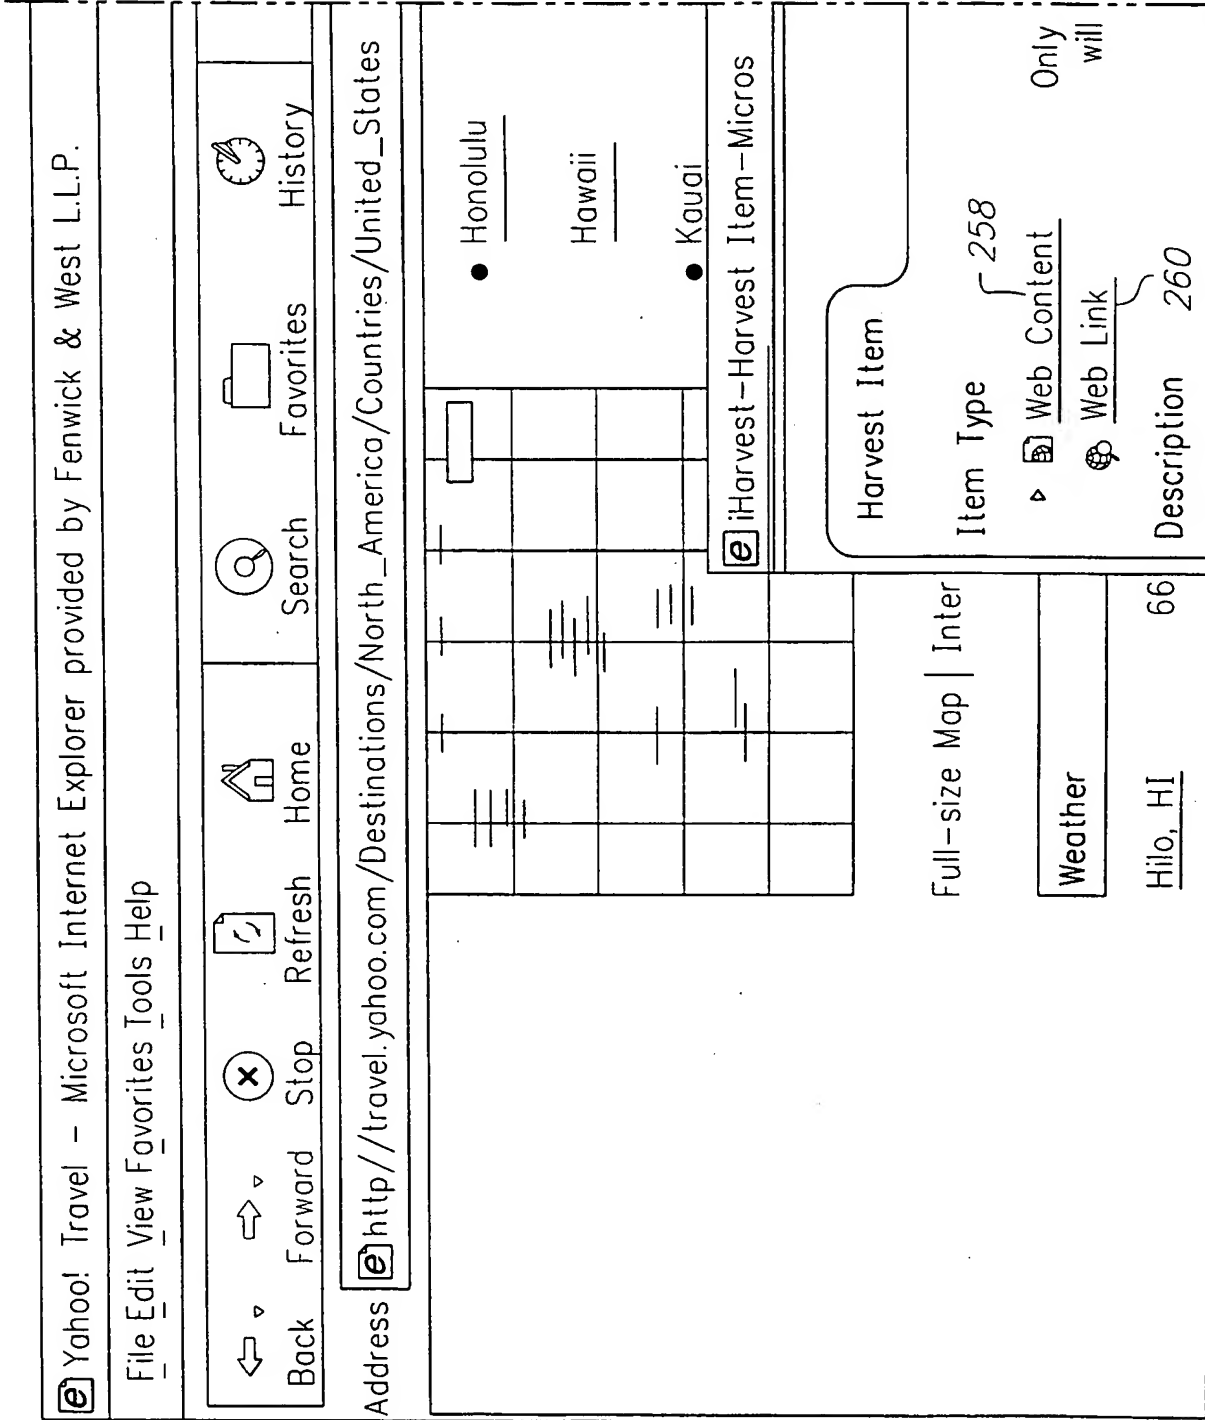 Yahoo! Travel - Microsoft Internet Explorer provided by Fenwick & West L.L.P.
File Edit View Favorites Tools Help
Back Forward Stop Refresh Home Search Favorites History
Address http//travel.yahoo.com/Destinations/North_America/Countries/United_States
Honolulu
Hawaii
Kauai
iHarvest-Harvest Item-Micros
Harvest Item
Item Type
258
Web Content
Only
Web Link
will
Description
260
Full-size Map | Inter
Weather
Hilo, HI 66